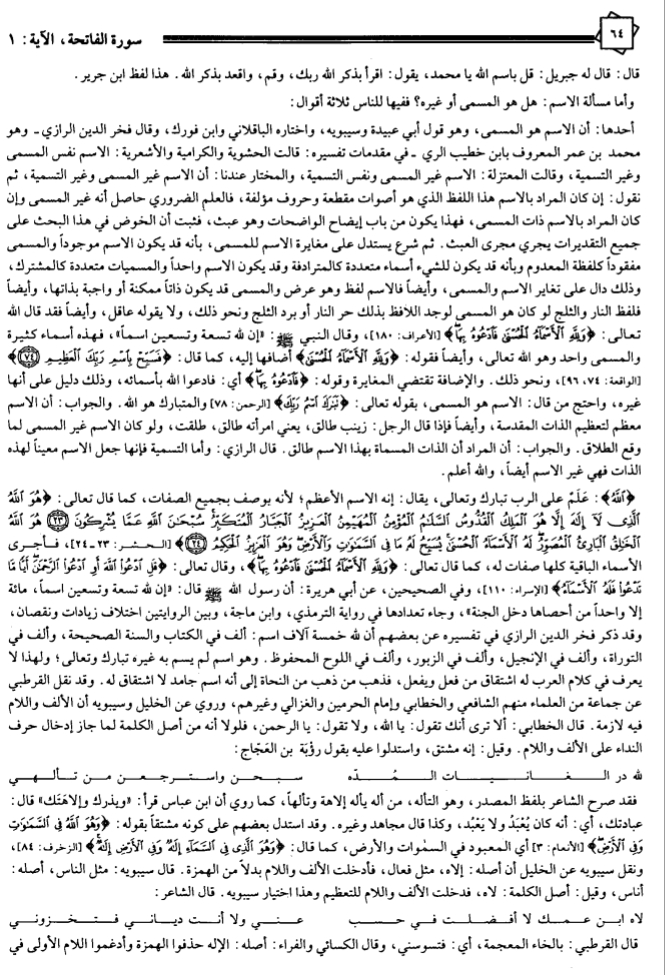 ٦٤
سورة الفاتحة، الآية: ١
قال: قال له جبريل: قل باسم الله يا محمد، يقول: اقرأ بذكر الله ربك، وقم، واقعد بذكر الله. هذا لفظ ابن جرير.
وأما مسألة الاسم: هل هو المسمى أو غيره؟ ففيها للناس ثلاثة أقوال:
أحدها: أن الاسم هو المسمى، وهو قول أبي عبيدة وسيبويه، واختاره الباقلاني وابن فورك، وقال فخر الدين الرازي ـ وهو
محمد بن عمر المعروف بابن خطيب الري ـ في مقدمات تفسيره: قالت الحشوية والكرامية والأشعرية: الاسم نفس المسمى
وغير التسمية، وقالت المعتزلة: الاسم غير المسمى ونفس التسمية، والمختار عندنا: أن الاسم غير المسمى وغير التسمية، ثم
نقول: إن كان المراد بالاسم هذا اللفظ الذي هو أصوات مقطعة وحروف مؤلفة، فالعلم الضروري حاصل أنه غير المسمى وإن
كان المراد بالاسم ذات المسمى، فهذا يكون من باب إيضاح الواضحات وهو عبث، فثبت أن الخوض في هذا البحث على
جميع التقديرات يجري مجرى العبث. ثم شرع يستدل على مغايرة الاسم للمسمى، بأنه قد يكون الاسم موجوداً والمسمى
مفقوداً كلفظة المعدوم وبأنه قد يكون للشيء أسماء متعددة كالمترادفة وقد يكون الاسم واحداً والمسميات متعددة كالمشترك،
وذلك دال على تغاير الاسم والمسمى، وأيضاً فالاسم لفظ وهو عرض والمسمى قد يكون ذاتاً ممكنة أو واجبة بذاتها، وأيضاً
فلفظ النار والثلج لو كان هو المسمى لوجد اللافظ بذلك حر النار أو برد الثلج ونحو ذلك، ولا يقوله عاقل، وأيضاً فقد قال الله
تعالى: ﴿وَلِلَّهِ الْأَسْمَاءُ الْحُسْنَىٰ فَادْعُوهُ بِهَا﴾ [الأعراف: ١٨٠]، وقال النبي ﷺ: «إن لله تسعة وتسعين اسماً»، فهذه أسماء كثيرة
والمسمى واحد وهو الله تعالى، وأيضاً فقوله: ﴿وَلِلَّهِ الْأَسْمَاءُ الْحُسْنَىٰ﴾ أضافها إليه، كما قال: ﴿فَسَبِّحْ بِاسْمِ رَبِّكَ الْعَظِيمِ ﴿٧٤﴾﴾
[الواقعة: ٧٤، ٩٦]، ونحو ذلك. والإضافة تقتضي المغايرة وقوله: ﴿فَادْعُوهُ بِهَا﴾ أي: فادعوا الله بأسمائه، وذلك دليل على أنها
غيره، واحتج من قال: الاسم هو المسمى، بقوله تعالى: ﴿تَبَارَكَ اسْمُ رَبِّكَ﴾ [الرحمن: ٧٨] والمتبارك هو الله. والجواب: أن الاسم
معظم لتعظيم الذات المقدسة، وأيضاً فإذا قال الرجل: زينب طالق، يعني امرأته طالق، طلقت، ولو كان الاسم غير المسمى لما
وقع الطلاق. والجواب: أن المراد أن الذات المسماة بهذا الاسم طالق. قال الرازي: وأما التسمية فإنها جعل الاسم معيناً لهذه
الذات فهي غير الاسم أيضاً، والله أعلم.
﴿اللَّهِ﴾: عَلَمٌ على الرب تبارك وتعالى، يقال: إنه الاسم الأعظم؛ لأنه يوصف بجميع الصفات، كما قال تعالى: ﴿هُوَ اللَّهُ
الَّذِي لَا إِلَٰهَ إِلَّا هُوَ الْمَلِكُ الْقُدُّوسُ السَّلَامُ الْمُؤْمِنُ الْمُهَيْمِنُ الْعَزِيزُ الْجَبَّارُ الْمُتَكَبِّرُ سُبْحَانَ اللَّهِ عَمَّا يُشْرِكُونَ ﴿٢٣﴾ هُوَ اللَّهُ
الْخَالِقُ الْبَارِئُ الْمُصَوِّرُ لَهُ الْأَسْمَاءُ الْحُسْنَىٰ يُسَبِّحُ لَهُ مَا فِي السَّمَاوَاتِ وَالْأَرْضِ وَهُوَ الْعَزِيزُ الْحَكِيمُ ﴿٢٤﴾﴾ [الحشر: ٢٣ـ٢٤]، فأجرى
الأسماء الباقية كلها صفات له، كما قال تعالى: ﴿وَلِلَّهِ الْأَسْمَاءُ الْحُسْنَىٰ فَادْعُوهُ بِهَا﴾، وقال تعالى: ﴿قُلِ ادْعُوا اللَّهَ أَوِ ادْعُوا الرَّحْمَٰنَ أَيًّا مَّا
تَدْعُوا فَلَهُ الْأَسْمَاءُ﴾ [الإسراء: ١١٠]، وفي الصحيحين، عن أبي هريرة: أن رسول الله ﷺ قال: «إن لله تسعة وتسعين اسماً، مائة
إلا واحداً من أحصاها دخل الجنة»، وجاء تعدادها في رواية الترمذي، وابن ماجة، وبين الروايتين اختلاف زيادات ونقصان،
وقد ذكر فخر الدين الرازي في تفسيره عن بعضهم أن لله خمسة آلاف اسم: ألف في الكتاب والسنة الصحيحة، وألف في
التوراة، وألف في الإنجيل، وألف في الزبور، وألف في اللوح المحفوظ. وهو اسم لم يسم به غيره تبارك وتعالى؛ ولهذا لا
يعرف في كلام العرب له اشتقاق من فعل ويفعل، فذهب من ذهب من النحاة إلى أنه اسم جامد لا اشتقاق له. وقد نقل القرطبي
عن جماعة من العلماء منهم الشافعي والخطابي وإمام الحرمين والغزالي وغيرهم، وروي عن الخليل وسيبويه أن الألف واللام
فيه لازمة. قال الخطابي: ألا ترى أنك تقول: يا الله، ولا تقول: يا الرحمن، فلولا أنه من أصل الكلمة لما جاز إدخال حرف
النداء على الألف واللام. وقيل: إنه مشتق، واستدلوا عليه بقول رؤبَة بن العَجّاج:
لله در الغانيات المُدّه سبحن واسترجعن من تألهي
فقد صرح الشاعر بلفظ المصدر، وهو التأله، من أله يأله إلاهة وتألهاً، كما روي أن ابن عباس قرأ: «ويذرك وإلاهَتَك» قال:
عبادتك، أي: أنه كان يُعْبَدُ ولا يَعْبُد، وكذا قال مجاهد وغيره. وقد استدل بعضهم على كونه مشتقاً بقوله: ﴿وَهُوَ اللَّهُ فِي السَّمَاوَاتِ
وَفِي الْأَرْضِ﴾ [الأنعام: ٣] أي المعبود في السموات والأرض، كما قال: ﴿وَهُوَ الَّذِي فِي السَّمَاءِ إِلَٰهٌ وَفِي الْأَرْضِ إِلَٰهٌ﴾ [الزخرف: ٨٤]،
ونقل سيبويه عن الخليل أن أصله: إلاه، مثل فعال، فأدخلت الألف واللام بدلاً من الهمزة. قال سيبويه: مثل الناس، أصله:
أناس، وقيل: أصل الكلمة: لاه، فدخلت الألف واللام للتعظيم وهذا اختيار سيبويه. قال الشاعر:
لاه ابن عمك لا أفضلت في حسب عني ولا أنت دياني فتخزوني
قال القرطبي: بالخاء المعجمة، أي: فتسوسني، وقال الكسائي والفراء: أصله: الإله حذفوا الهمزة وأدغموا اللام الأولى في